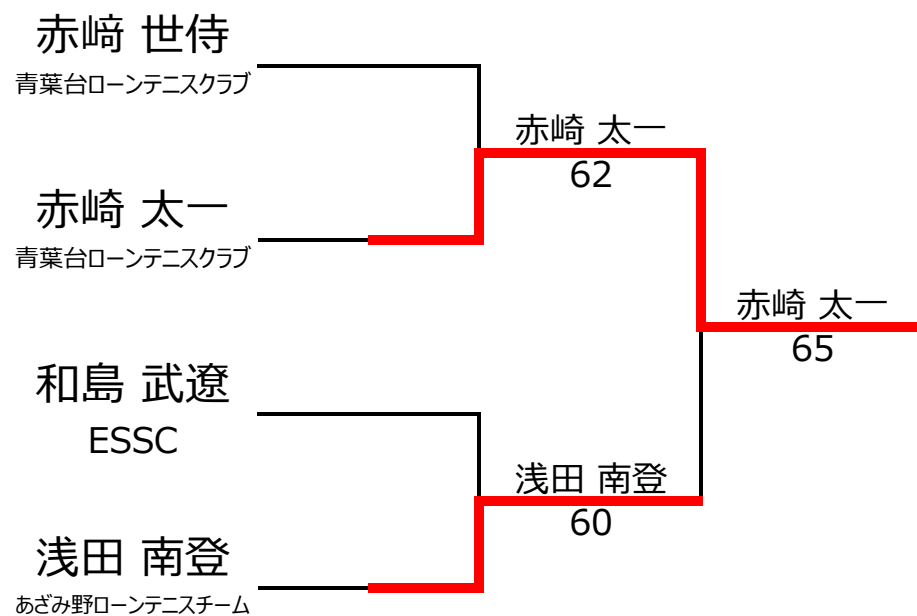 赤﨑 世侍
青葉台ローンテニスクラブ
赤崎 太一
62
赤崎 太一
青葉台ローンテニスクラブ
赤崎 太一
65
和島 武遼
ESSC
浅田 南登
60
浅田 南登
あざみ野ローンテニスチーム